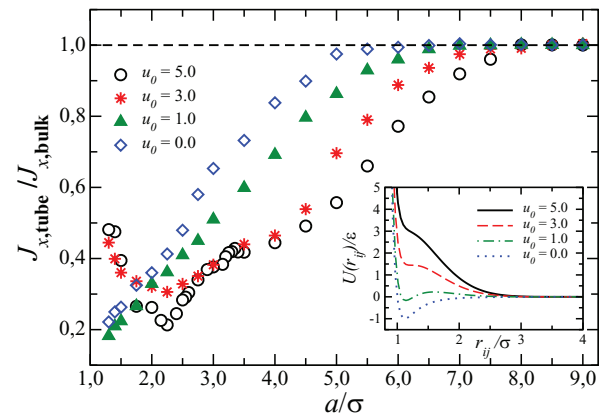 J_x,tube / J_x,bulk
1,0
0,8
0,6
0,4
0,2
u_0 = 5.0
u_0 = 3.0
u_0 = 1.0
u_0 = 0.0
U(r_ij)/ε
5
4
3
2
1
0
-1
u_0 = 5.0
u_0 = 3.0
u_0 = 1.0
u_0 = 0.0
1 2 3 4
r_ij/σ
1,0 2,0 3,0 4,0 5,0 6,0 7,0 8,0 9,0
a/σ